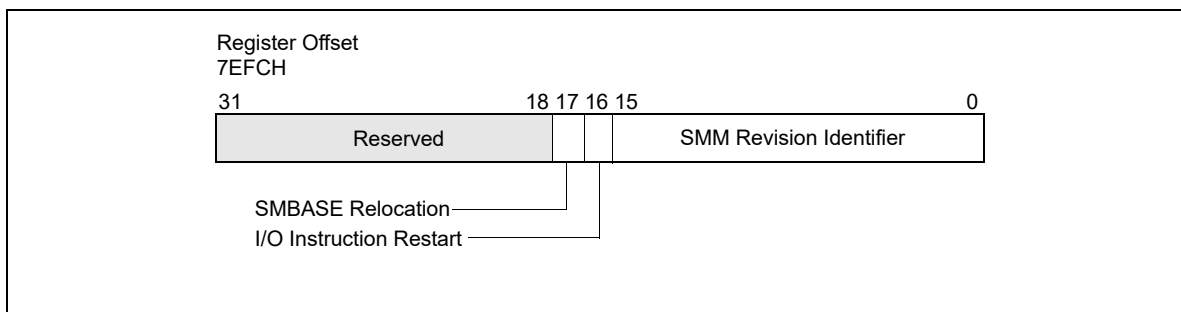 Register Offset
7EFCH
31 18 17 16 15 0
Reserved SMM Revision Identifier
SMBASE Relocation
I/O Instruction Restart